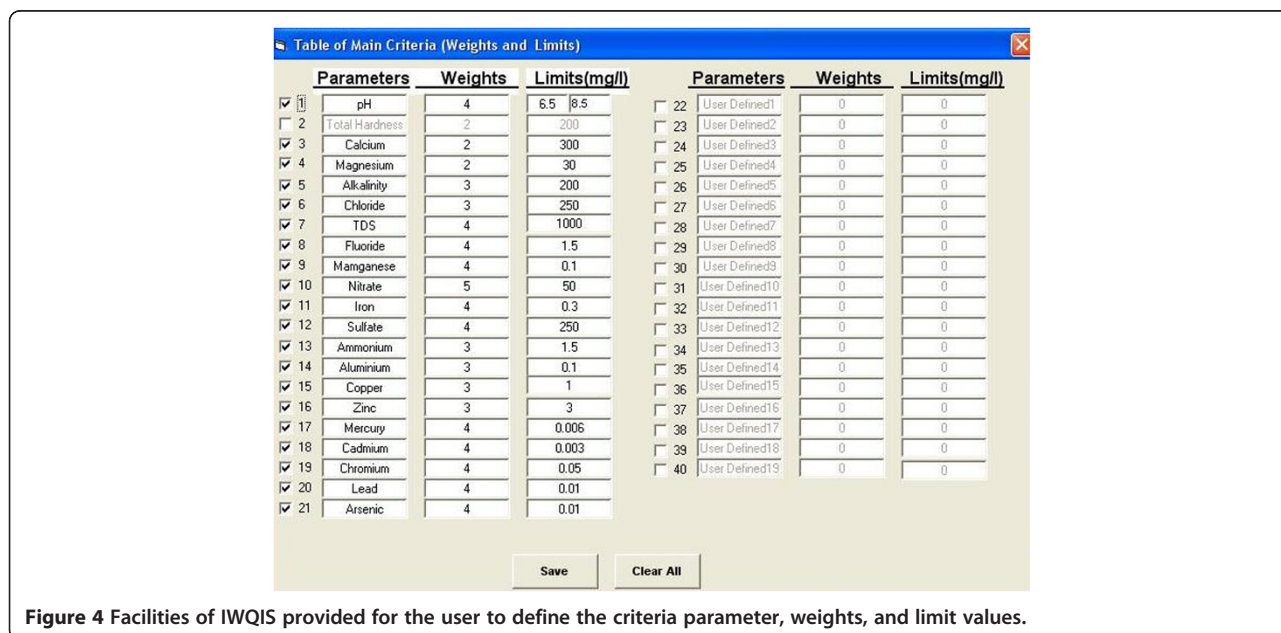 Table of Main Criteria (Weights and Limits)
Parameters Weights Limits(mg/l)
1 pH 4 6.5 8.5
2 Total Hardness 2 200
3 Calcium 2 300
4 Magnesium 2 30
5 Alkalinity 3 200
6 Chloride 3 250
7 TDS 4 1000
8 Fluoride 4 1.5
9 Mamganese 4 0.1
10 Nitrate 5 50
11 Iron 4 0.3
12 Sulfate 4 250
13 Ammonium 3 1.5
14 Aluminium 3 0.1
15 Copper 3 1
16 Zinc 3 3
17 Mercury 4 0.006
18 Cadmium 4 0.003
19 Chromium 4 0.05
20 Lead 4 0.01
21 Arsenic 4 0.01
Parameters Weights Limits(mg/l)
22 User Defined1 0 0
23 User Defined2 0 0
24 User Defined3 0 0
25 User Defined4 0 0
26 User Defined5 0 0
27 User Defined6 0 0
28 User Defined7 0 0
29 User Defined8 0 0
30 User Defined9 0 0
31 User Defined10 0 0
32 User Defined11 0 0
33 User Defined12 0 0
34 User Defined13 0 0
35 User Defined14 0 0
36 User Defined15 0 0
37 User Defined16 0 0
38 User Defined17 0 0
39 User Defined18 0 0
40 User Defined19 0 0
Save Clear All
Figure 4 Facilities of IWQIS provided for the user to define the criteria parameter, weights, and limit values.